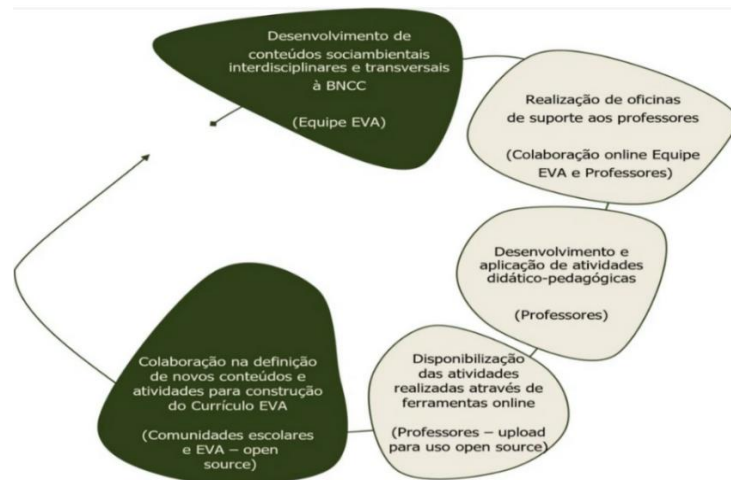 Desenvolvimento de
conteúdos sociambientais
interdisciplinares e transversais
à BNCC
(Equipe EVA)
Realização de oficinas
de suporte aos professores
(Colaboração online Equipe
EVA e Professores)
Desenvolvimento e
aplicação de atividades
didático-pedagógicas
(Professores)
Disponibilização
das atividades
realizadas através de
ferramentas online
(Professores – upload
para uso open source)
Colaboração na definição
de novos conteúdos e
atividades para construção
do Currículo EVA
(Comunidades escolares
e EVA – open
source)